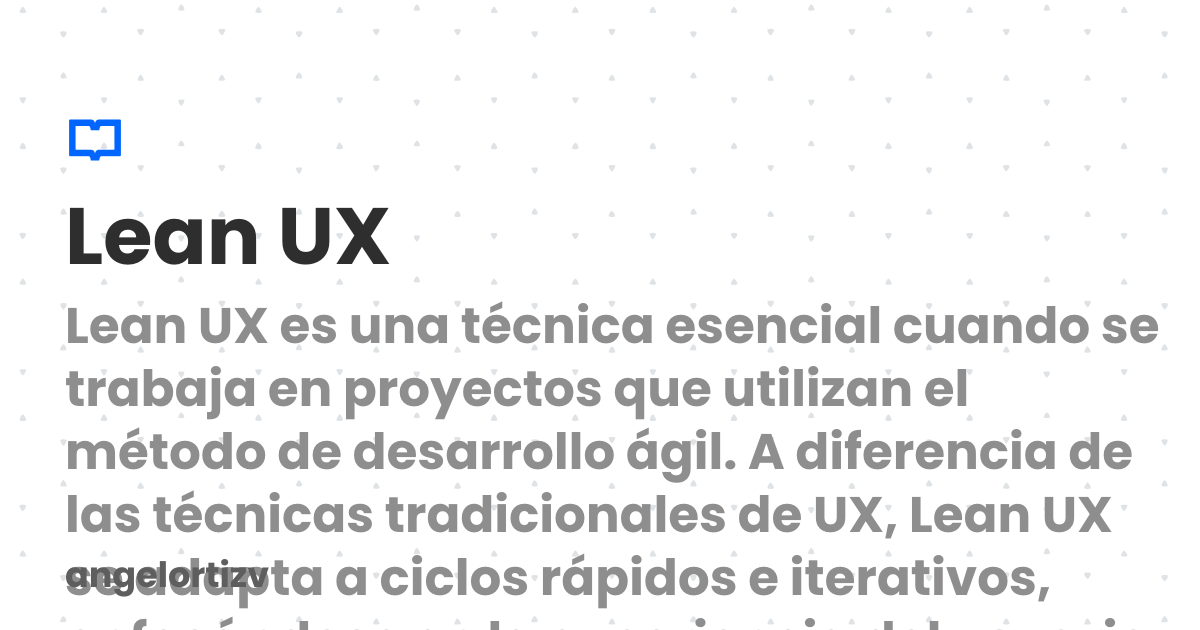 Lean UX
Lean UX es una técnica esencial cuando se
trabaja en proyectos que utilizan el
método de desarrollo ágil. A diferencia de
las técnicas tradicionales de UX, Lean UX
se adapta a ciclos rápidos e iterativos,
angelortizv